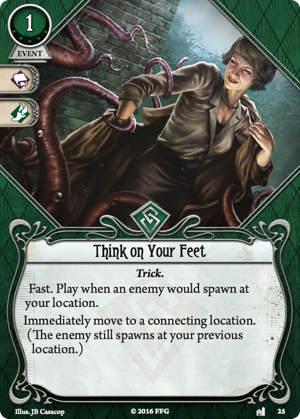 1
EVENT
Think on Your Feet
Trick.
Fast. Play when an enemy would spawn at
your location.
Immediately move to a connecting location.
(The enemy still spawns at your previous
location.)
Illus. JB Casacop
© 2016 FFG
25